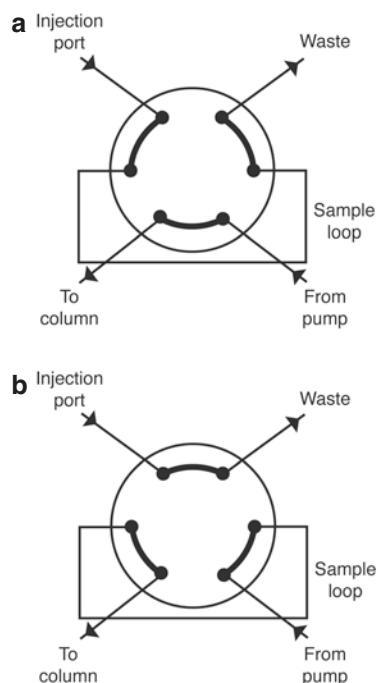 a
Injection
port
Waste
Sample
loop
To
column
From
pump
b
Injection
port
Waste
Sample
loop
To
column
From
pump